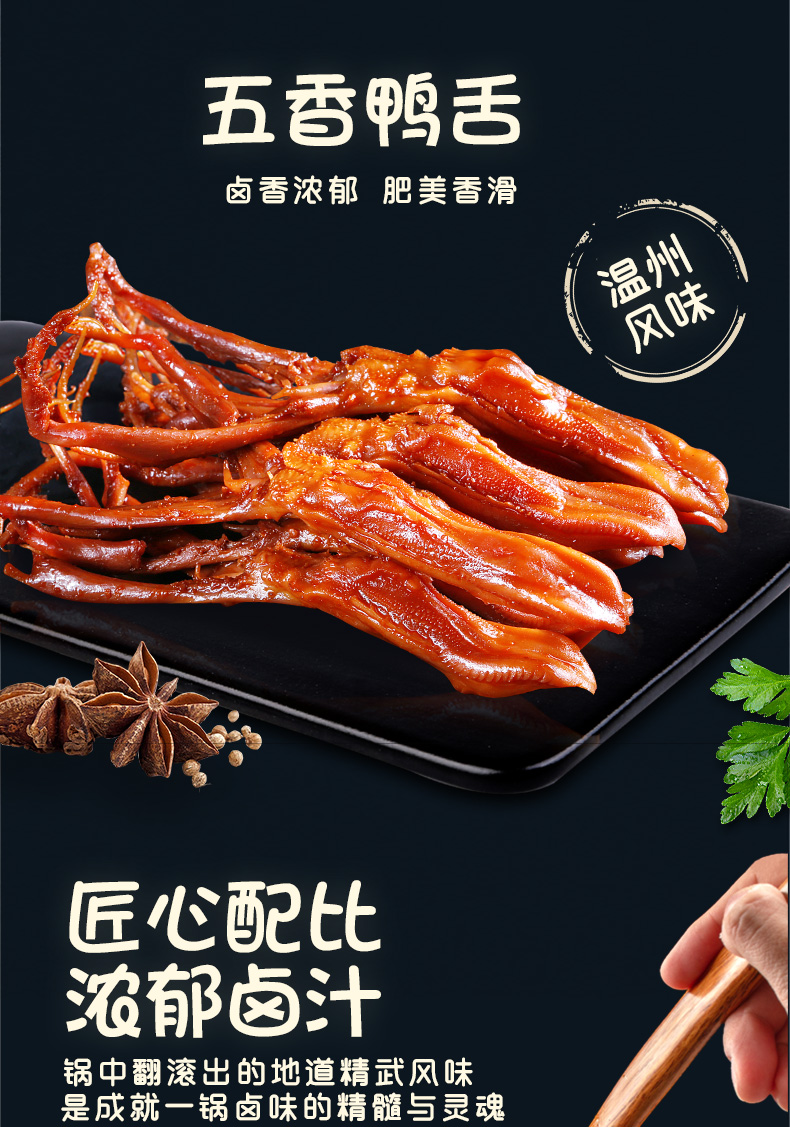 五香鸭舌
卤香浓郁 肥美香滑
温州
风味
匠心配比
浓郁卤汁
锅中翻滚出的地道精武风味
是成就一锅卤味的精髓与灵魂